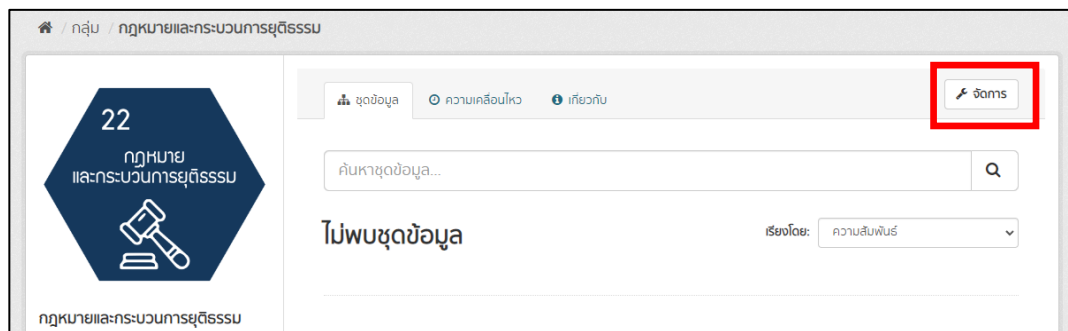 / กลุ่ม / กฎหมายและกระบวนการยุติธรรม
22
กฎหมาย
และกระบวนการยุติธรรม
กฎหมายและกระบวนการยุติธรรม
ชุดข้อมูล ความเคลื่อนไหว เกี่ยวกับ จัดการ
ค้นหาชุดข้อมูล...
ไม่พบชุดข้อมูล
เรียงโดย: ความสัมพันธ์